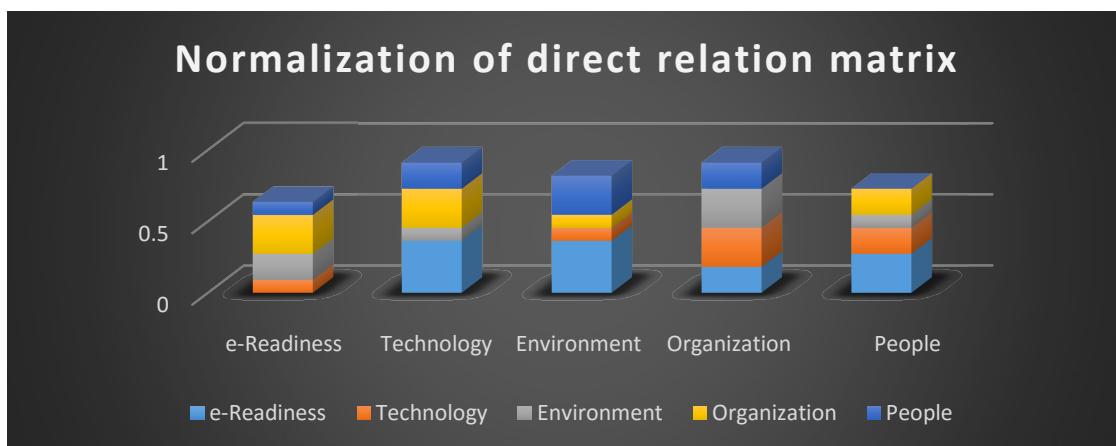 Normalization of direct relation matrix
1
0.5
0
e-Readiness Technology Environment Organization People
e-Readiness Technology Environment Organization People